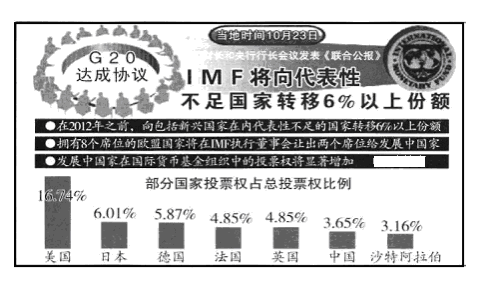 当地时间10月23日
G20
达成协议
财长和央行行长会议发表《联合公报》
INTERNATIONAL MONETARY FUND
IMF将向代表性
不足国家转移6%以上份额
●在2012年之前，向包括新兴国家在内代表性不足的国家转移6%以上份额
●拥有8个席位的欧盟国家将在IMF执行董事会让出两个席位给发展中国家
●发展中国家在国际货币基金组织中的投票权将显著增加
部分国家投票权占总投票权比例
16.74% 6.01% 5.87% 4.85% 4.85% 3.65% 3.16%
美国 日本 德国 法国 英国 中国 沙特阿拉伯